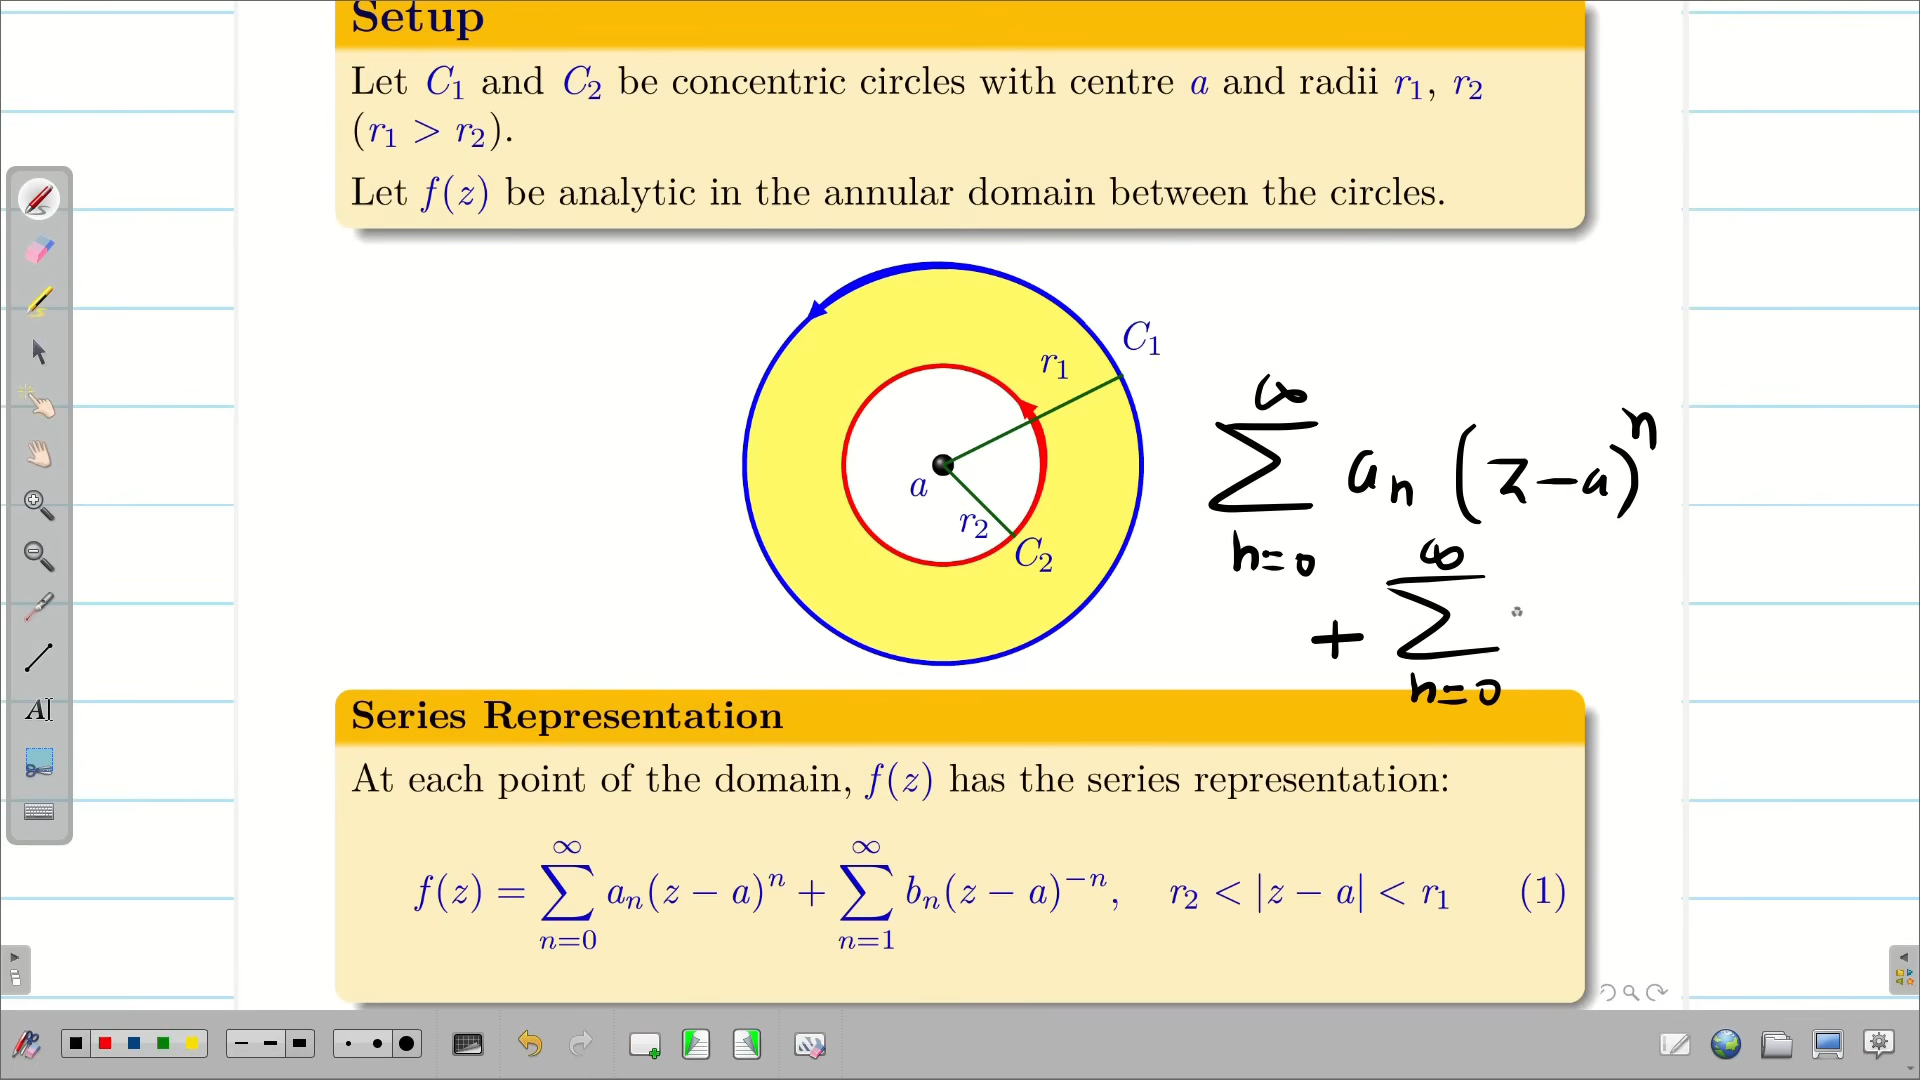 Setup
Let C₁ and C₂ be concentric circles with centre a and radii r₁, r₂
(r₁ > r₂).
Let f(z) be analytic in the annular domain between the circles.
C₁
r₁
a
r₂
C₂
∞
∑ aₙ (z−a)ⁿ
n=0
∞
+ ∑
n=0
Series Representation
At each point of the domain, f(z) has the series representation:
∞ ∞
f(z) = ∑ aₙ(z − a)ⁿ + ∑ bₙ(z − a)⁻ⁿ, r₂ < |z − a| < r₁ (1)
n=0 n=1